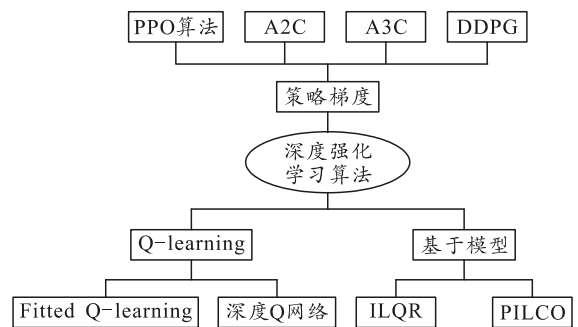 PPO算法 A2C A3C DDPG
策略梯度
深度强化
学习算法
Q-learning 基于模型
Fitted Q-learning 深度Q网络 ILQR PILCO